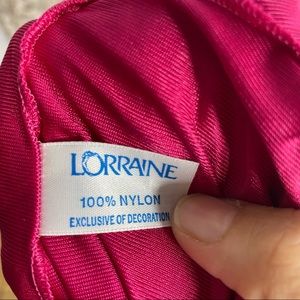 LORRAINE
100% NYLON
EXCLUSIVE OF DECORATION